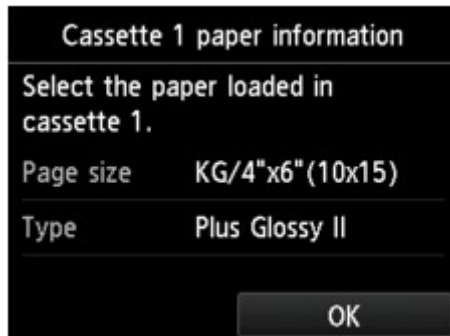 Cassette 1 paper information
Select the paper loaded in
cassette 1.
Page size KG/4"x6"(10x15)
Type Plus Glossy II
OK